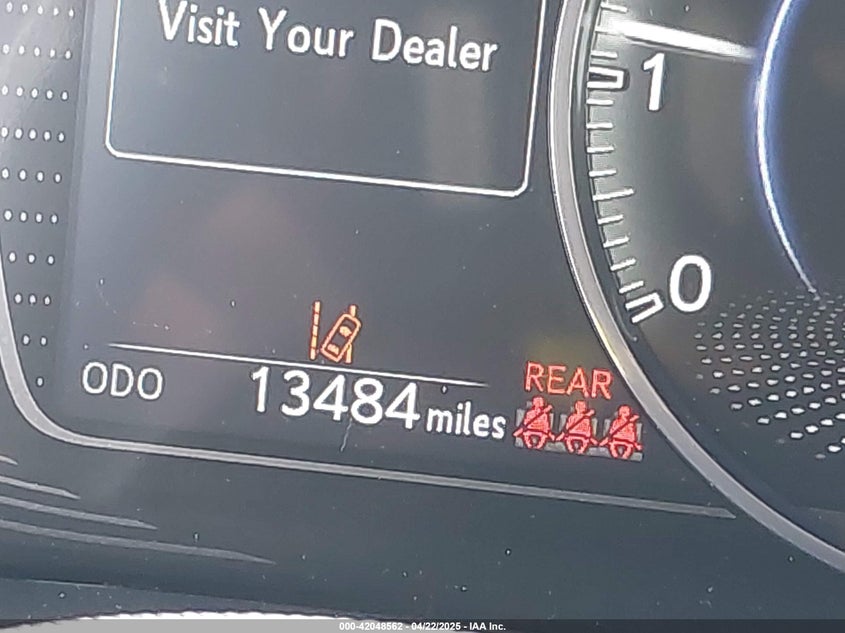 Visit Your Dealer
1
0
REAR
ODO 13484 miles
000-42048562 - 04/22/2025 - IAA Inc.